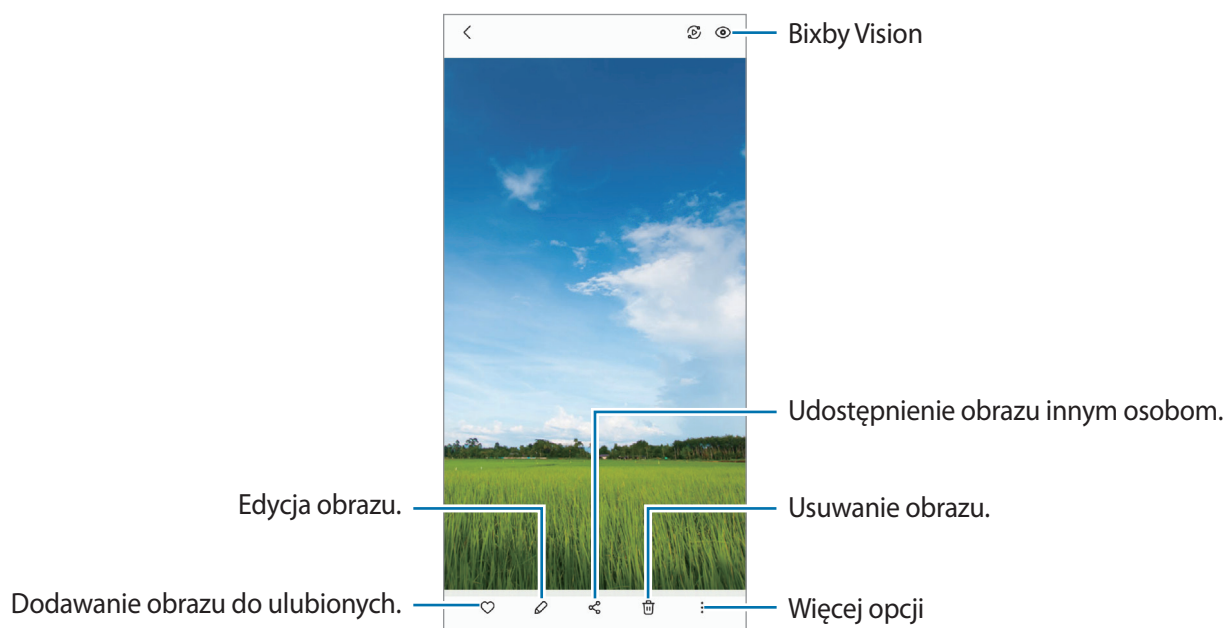 Bixby Vision
Udostępnienie obrazu innym osobom.
Edycja obrazu.
Usuwanie obrazu.
Dodawanie obrazu do ulubionych.
Więcej opcji